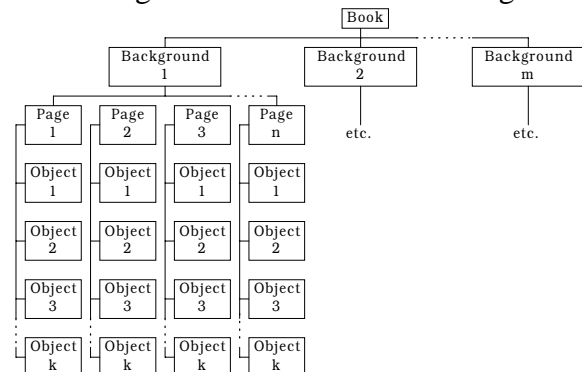 Book
Background Background Background
1 2 m
Page Page Page Page
1 2 3 n
etc. etc.
Object Object Object Object
1 1 1 1
Object Object Object Object
2 2 2 2
Object Object Object Object
3 3 3 3
Object Object Object Object
k k k k